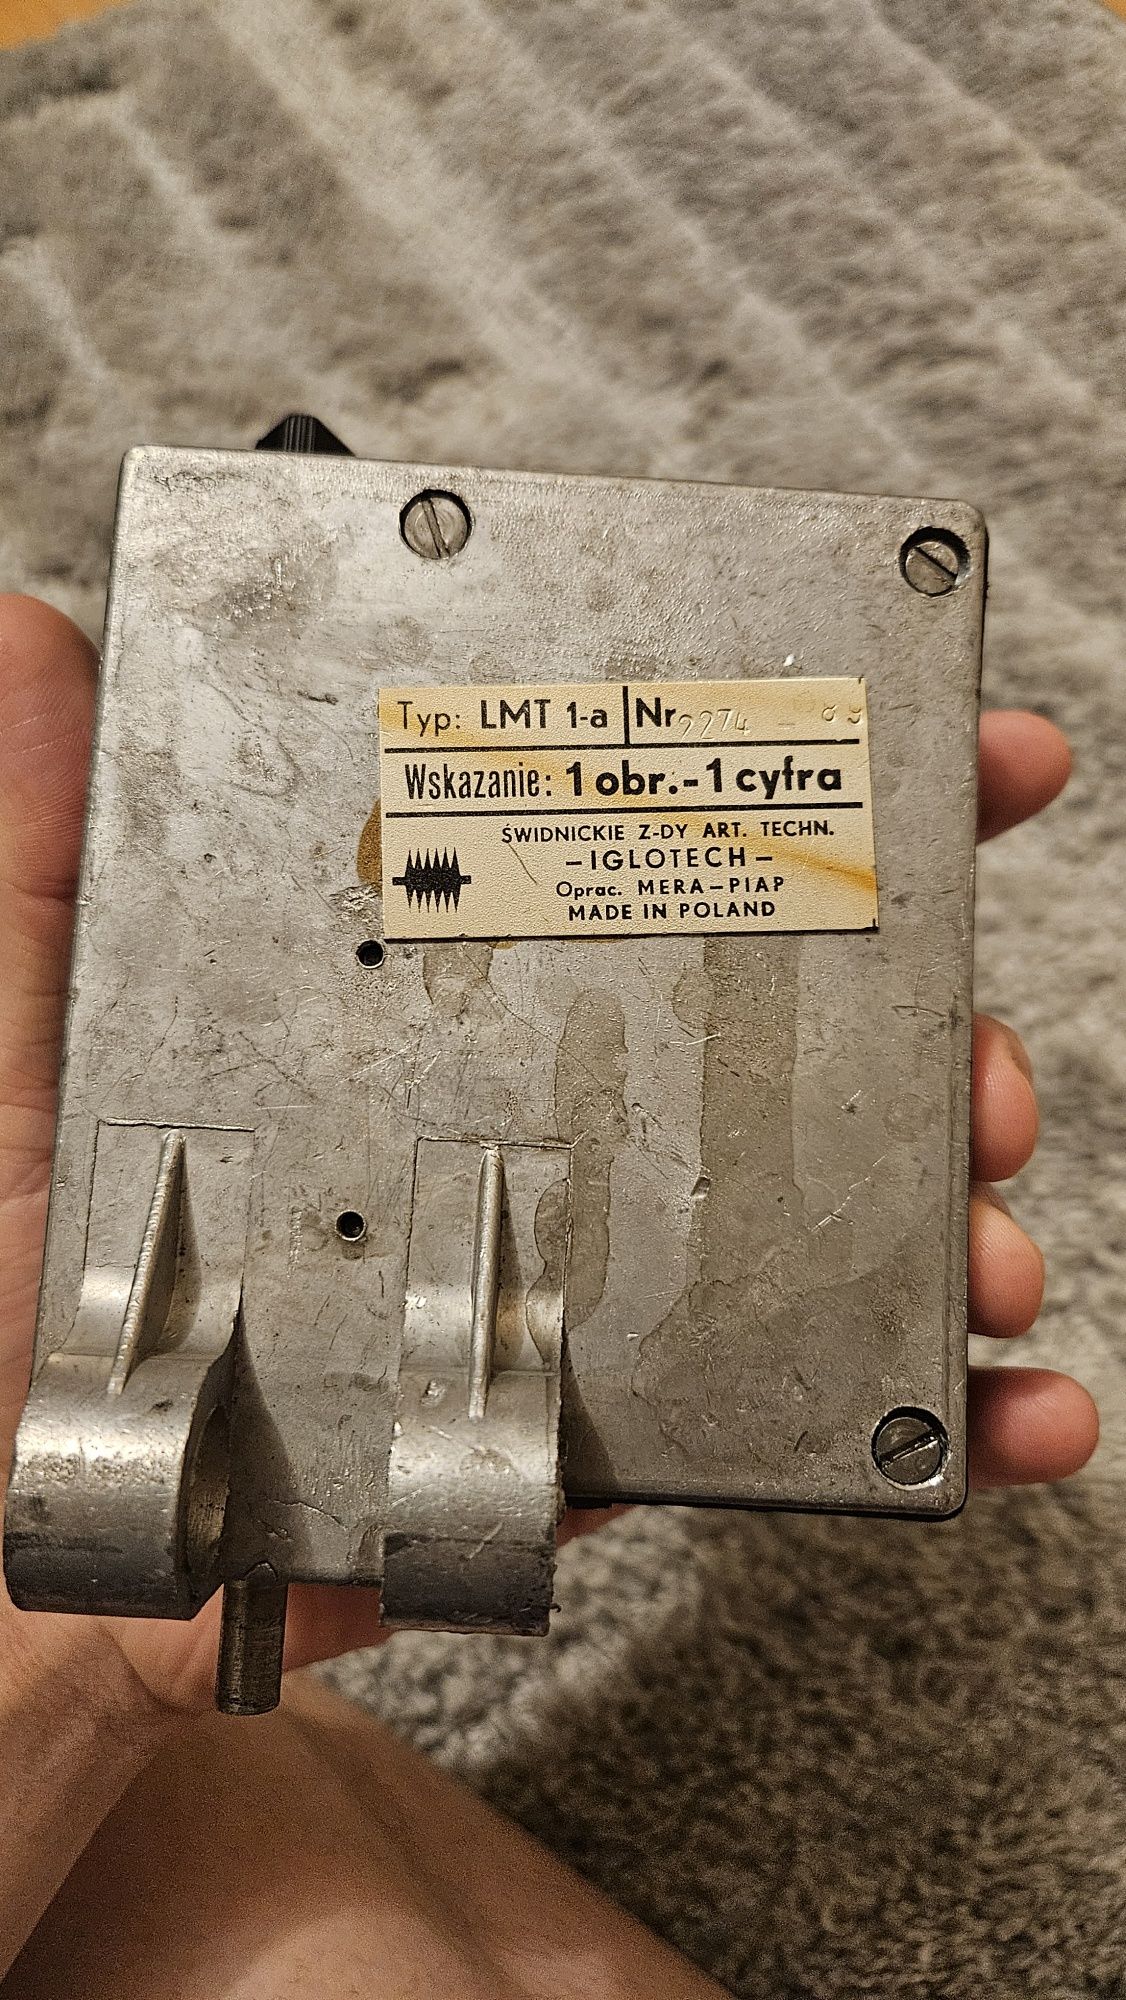 Typ: LMT 1-a Nr 9274
Wskazanie: 1 obr.-1 cyfra
ŚWIDNICKIE Z-DY ART. TECHN.
-IGLOTECH-
Oprac. MERA-PIAP
MADE IN POLAND